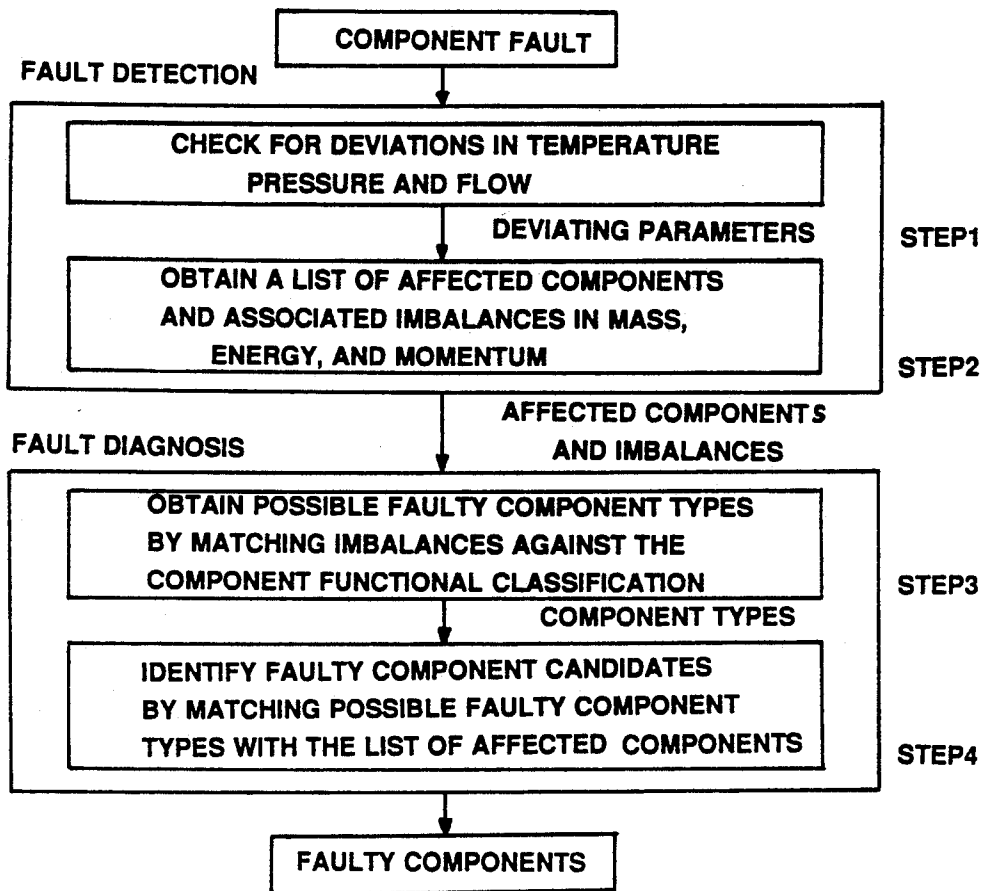 COMPONENT FAULT
FAULT DETECTION
CHECK FOR DEVIATIONS IN TEMPERATURE
PRESSURE AND FLOW
DEVIATING PARAMETERS
STEP1
OBTAIN A LIST OF AFFECTED COMPONENTS
AND ASSOCIATED IMBALANCES IN MASS,
ENERGY, AND MOMENTUM
STEP2
AFFECTED COMPONENTS
AND IMBALANCES
FAULT DIAGNOSIS
OBTAIN POSSIBLE FAULTY COMPONENT TYPES
BY MATCHING IMBALANCES AGAINST THE
COMPONENT FUNCTIONAL CLASSIFICATION
STEP3
COMPONENT TYPES
IDENTIFY FAULTY COMPONENT CANDIDATES
BY MATCHING POSSIBLE FAULTY COMPONENT
TYPES WITH THE LIST OF AFFECTED COMPONENTS
STEP4
FAULTY COMPONENTS